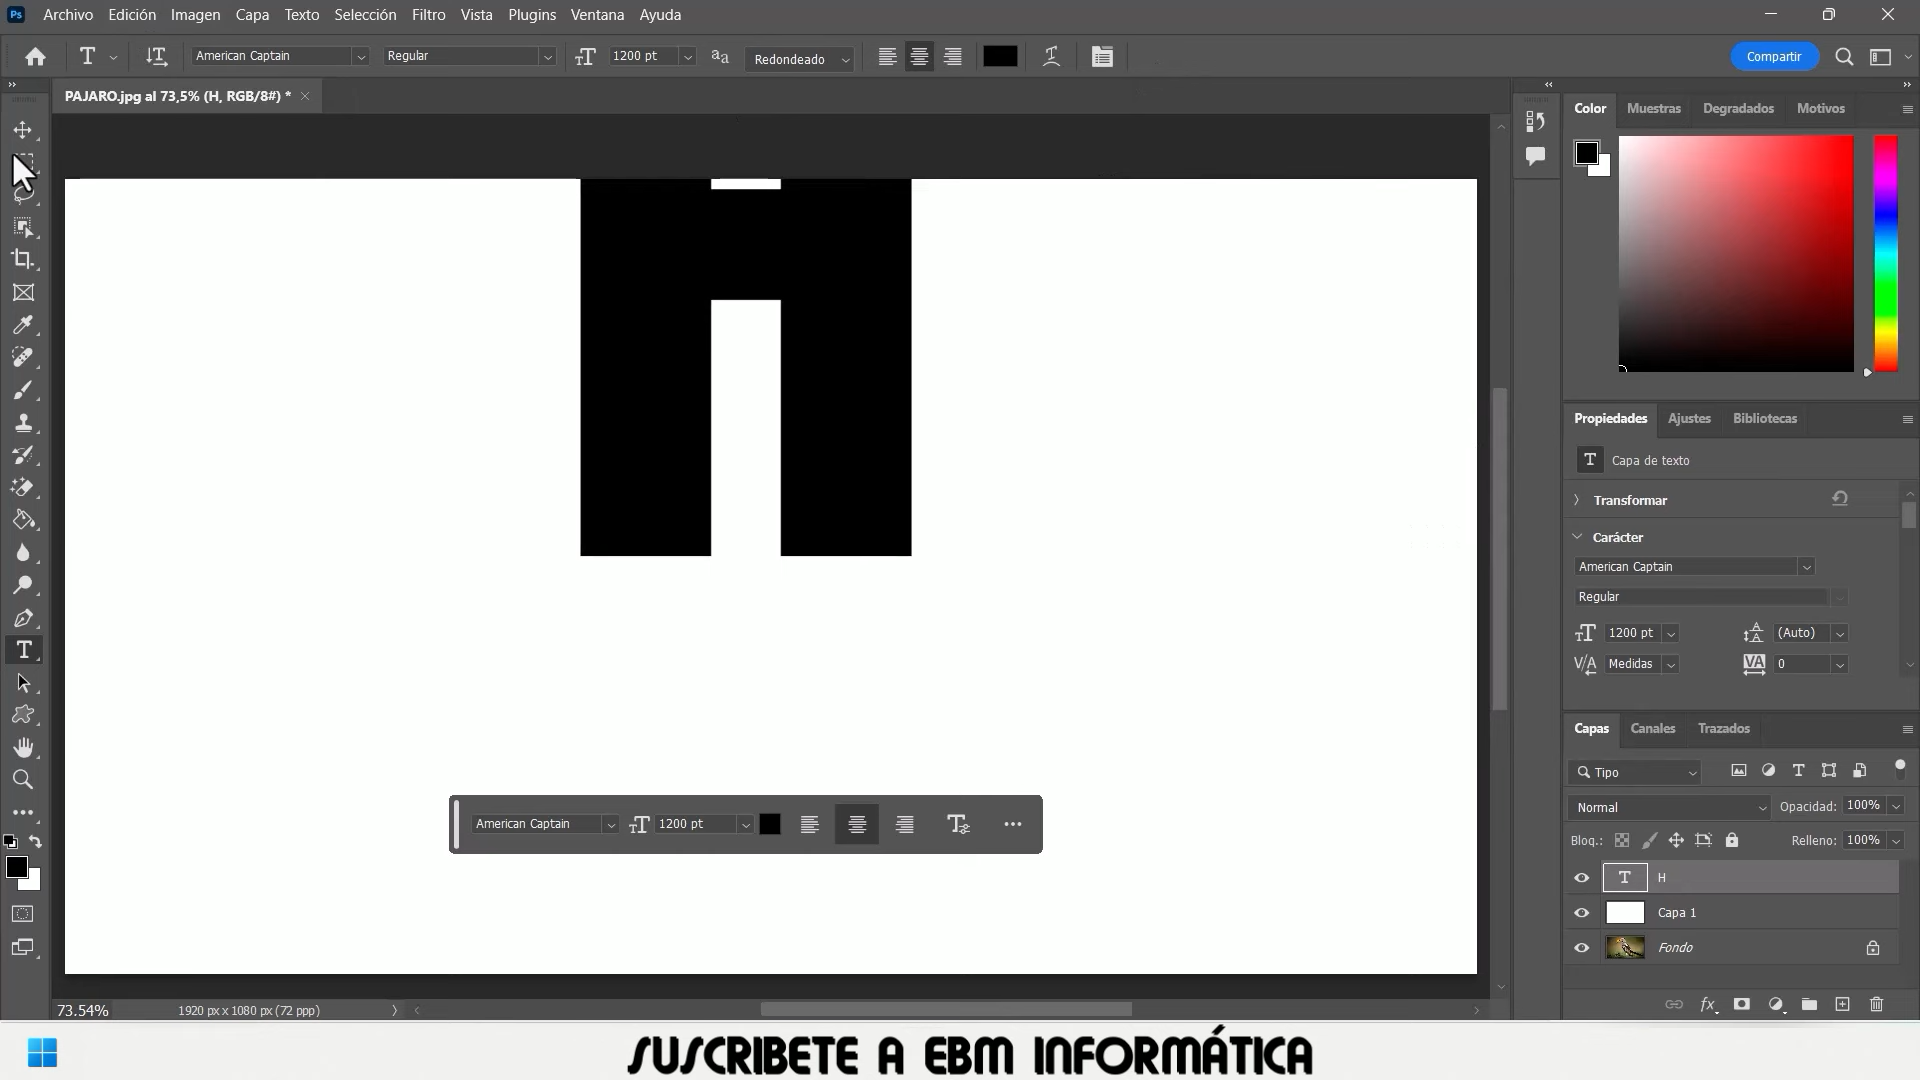 Ps Archivo Edición Imagen Capa Texto Selección Filtro Vista Plugins Ventana Ayuda
American Captain Regular 1200 pt aa Redondeado Compartir
PAJARO.jpg al 73,5% (H, RGB/8#) *
Color Muestras Degradados Motivos
H
Propiedades Ajustes Bibliotecas
T Capa de texto
Transformar
Carácter
American Captain
Regular
1200 pt (Auto)
Medidas 0
Capas Canales Trazados
Tipo
Normal Opacidad: 100%
Bloq.: Relleno: 100%
T H
Capa 1
Fondo
American Captain 1200 pt
73.54% 1920 px x 1080 px (72 ppp)
fx
SUSCRIBETE A EBM INFORMÁTICA